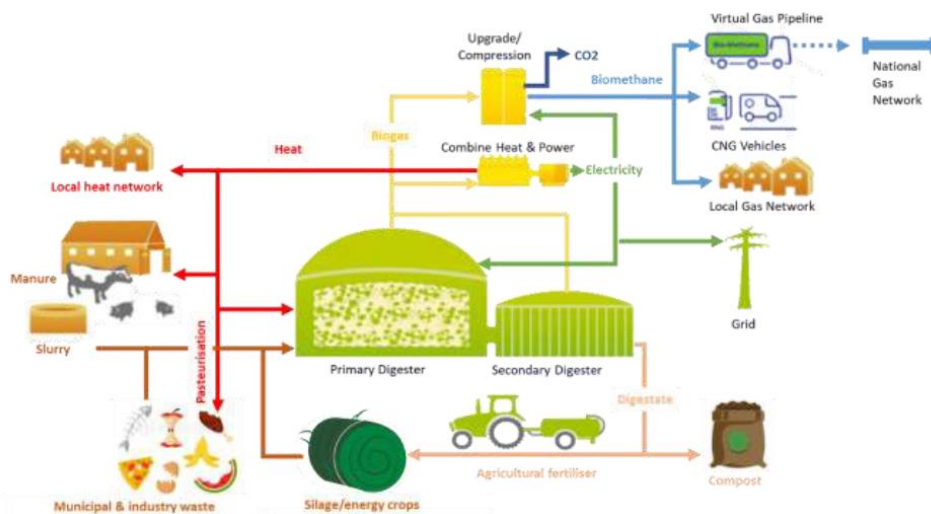 Virtual Gas Pipeline
Upgrade/
Compression
CO2
Bio-Methane
National
Gas
Network
Biomethane
Biogas
CNG Vehicles
Heat
Combine Heat & Power
Electricity
Local heat network
Local Gas Network
Manure
Grid
Slurry
Pasteurisation
Primary Digester
Secondary Digester
Digestate
Agricultural fertiliser
Compost
Municipal & industry waste
Silage/energy crops